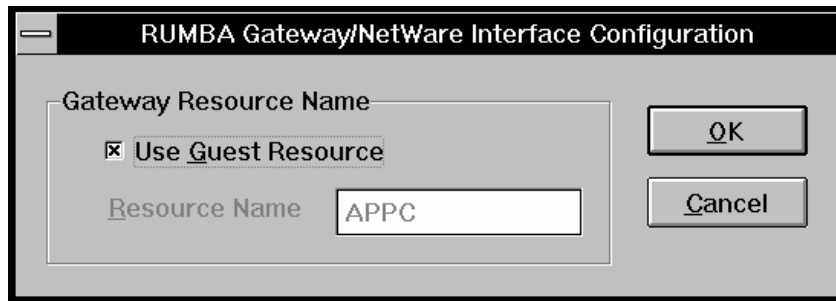 RUMBA Gateway/NetWare Interface Configuration
Gateway Resource Name
Use Guest Resource
Resource Name APPC
OK
Cancel